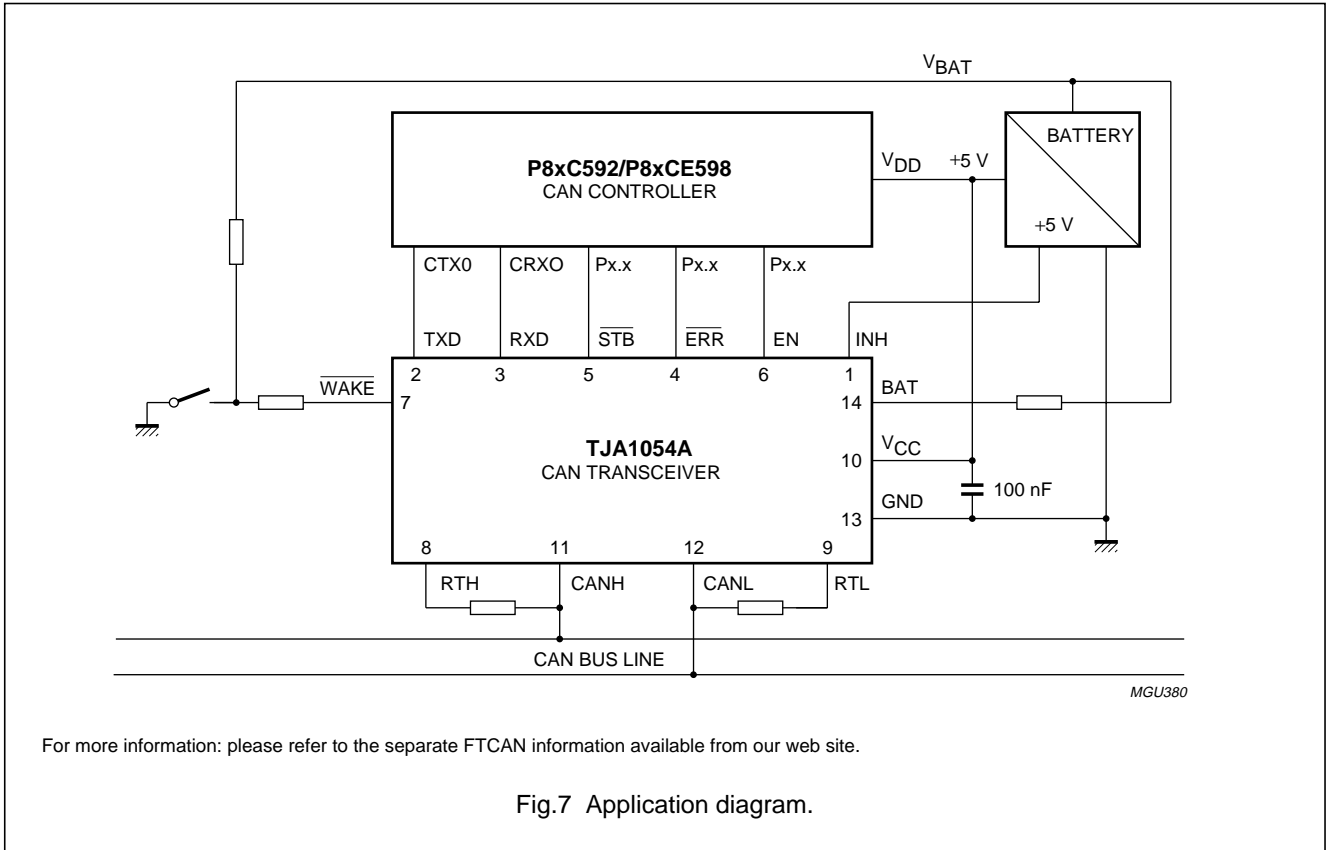 VBAT
BATTERY
P8xC592/P8xCE598
CAN CONTROLLER
VDD +5 V
+5 V
CTX0 CRXO Px.x Px.x Px.x
TXD RXD STB ERR EN INH
2 3 5 4 6 1
WAKE 7
14 BAT
TJA1054A
CAN TRANSCEIVER
10 VCC
100 nF
13 GND
8 11 12 9
RTH CANH CANL RTL
CAN BUS LINE
MGU380
For more information: please refer to the separate FTCAN information available from our web site.
Fig.7 Application diagram.